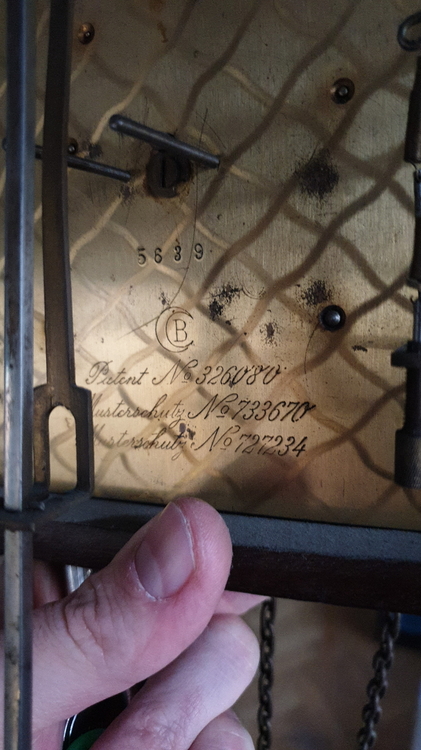 5639
CB
Patent No 326080
Musterschutz No 733670
Musterschutz No 727234